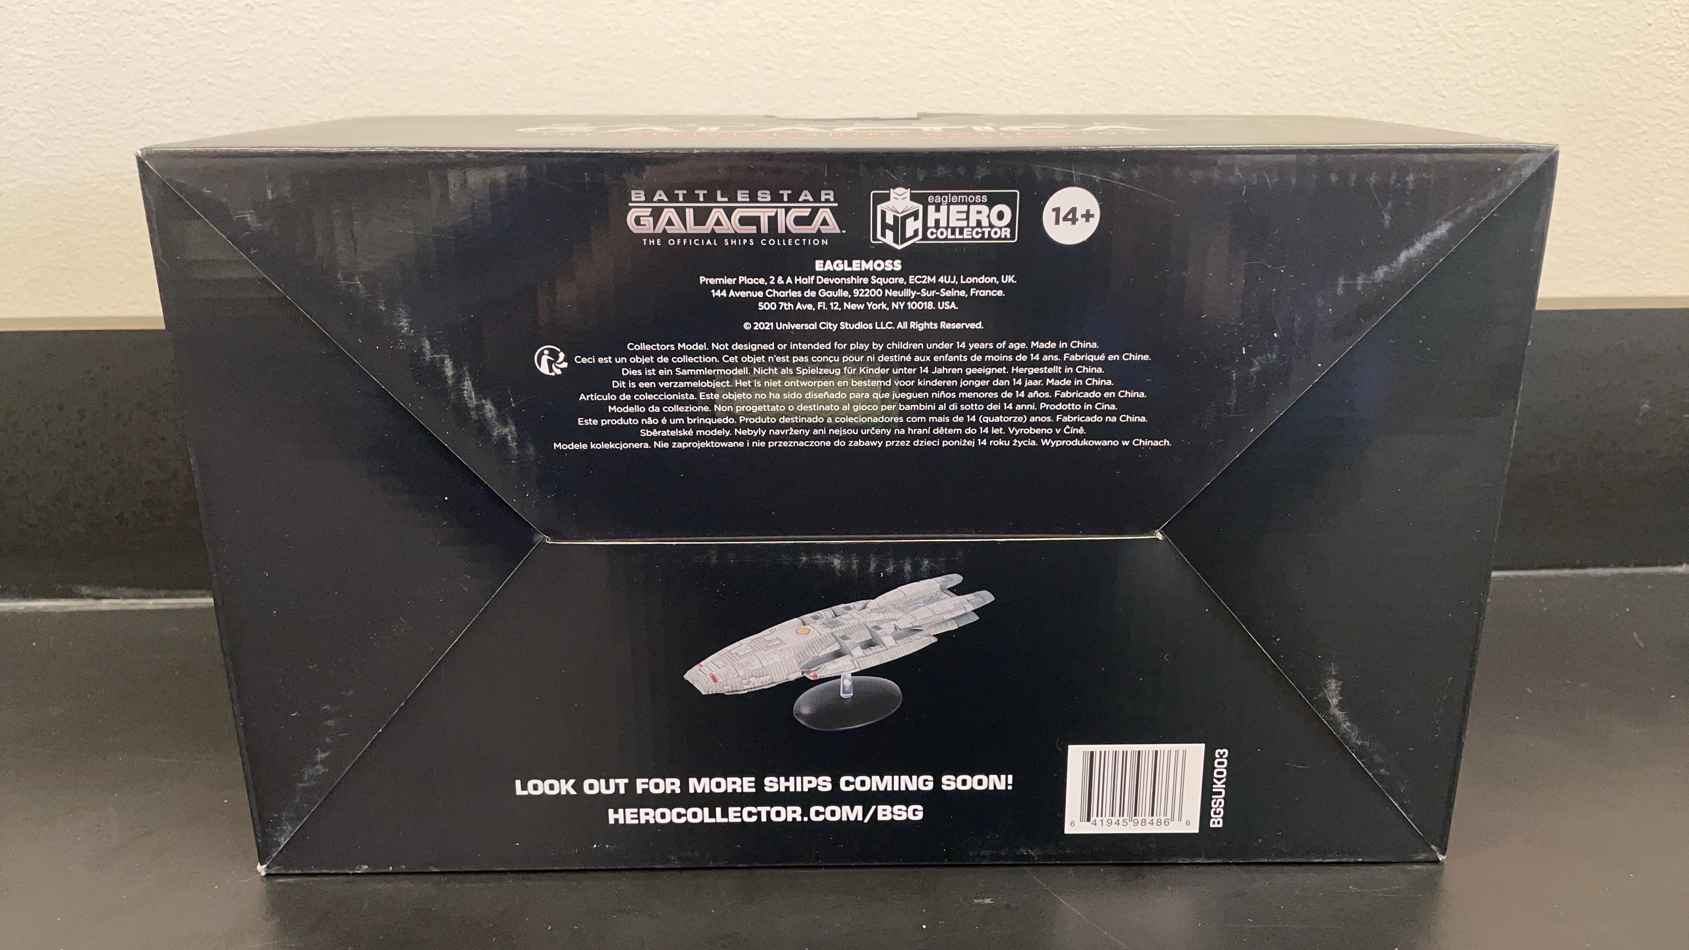 GALACTICA
BATTLESTAR
GALACTICA™
THE OFFICIAL SHIPS COLLECTION
HC
eaglemoss
HERO
COLLECTOR
14+
EAGLEMOSS
Premier Place, 2 & A Half Devonshire Square, EC2M 4UJ, London, UK.
144 Avenue Charles de Gaulle, 92200 Neuilly-Sur-Seine, France.
500 7th Ave, Fl. 12, New York, NY 10018. USA.
© 2021 Universal City Studios LLC. All Rights Reserved.
Collectors Model. Not designed or intended for play by children under 14 years of age. Made in China.
Ceci est un objet de collection. Cet objet n'est pas conçu pour ni destiné aux enfants de moins de 14 ans. Fabriqué en Chine.
Dies ist ein Sammlermodell. Nicht als Spielzeug für Kinder unter 14 Jahren geeignet. Hergestellt in China.
Dit is een verzamelobject. Het is niet ontworpen en bestemd voor kinderen jonger dan 14 jaar. Made in China.
Artículo de coleccionista. Este objeto no ha sido diseñado para que jueguen niños menores de 14 años. Fabricado en China.
Modello da collezione. Non progettato o destinato al gioco per bambini al di sotto dei 14 anni. Prodotto in Cina.
Este produto não é um brinquedo. Produto destinado a colecionadores com mais de 14 (quatorze) anos. Fabricado na China.
Sběratelské modely. Nebyly navrženy ani nejsou určeny na hraní dětem do 14 let. Vyrobeno v Číně.
Modele kolekcjonera. Nie zaprojektowane i nie przeznaczone do zabawy przez dzieci poniżej 14 roku życia. Wyprodukowano w Chinach.
LOOK OUT FOR MORE SHIPS COMING SOON!
HEROCOLLECTOR.COM/BSG
6 41945 98486 6
BGSUK003